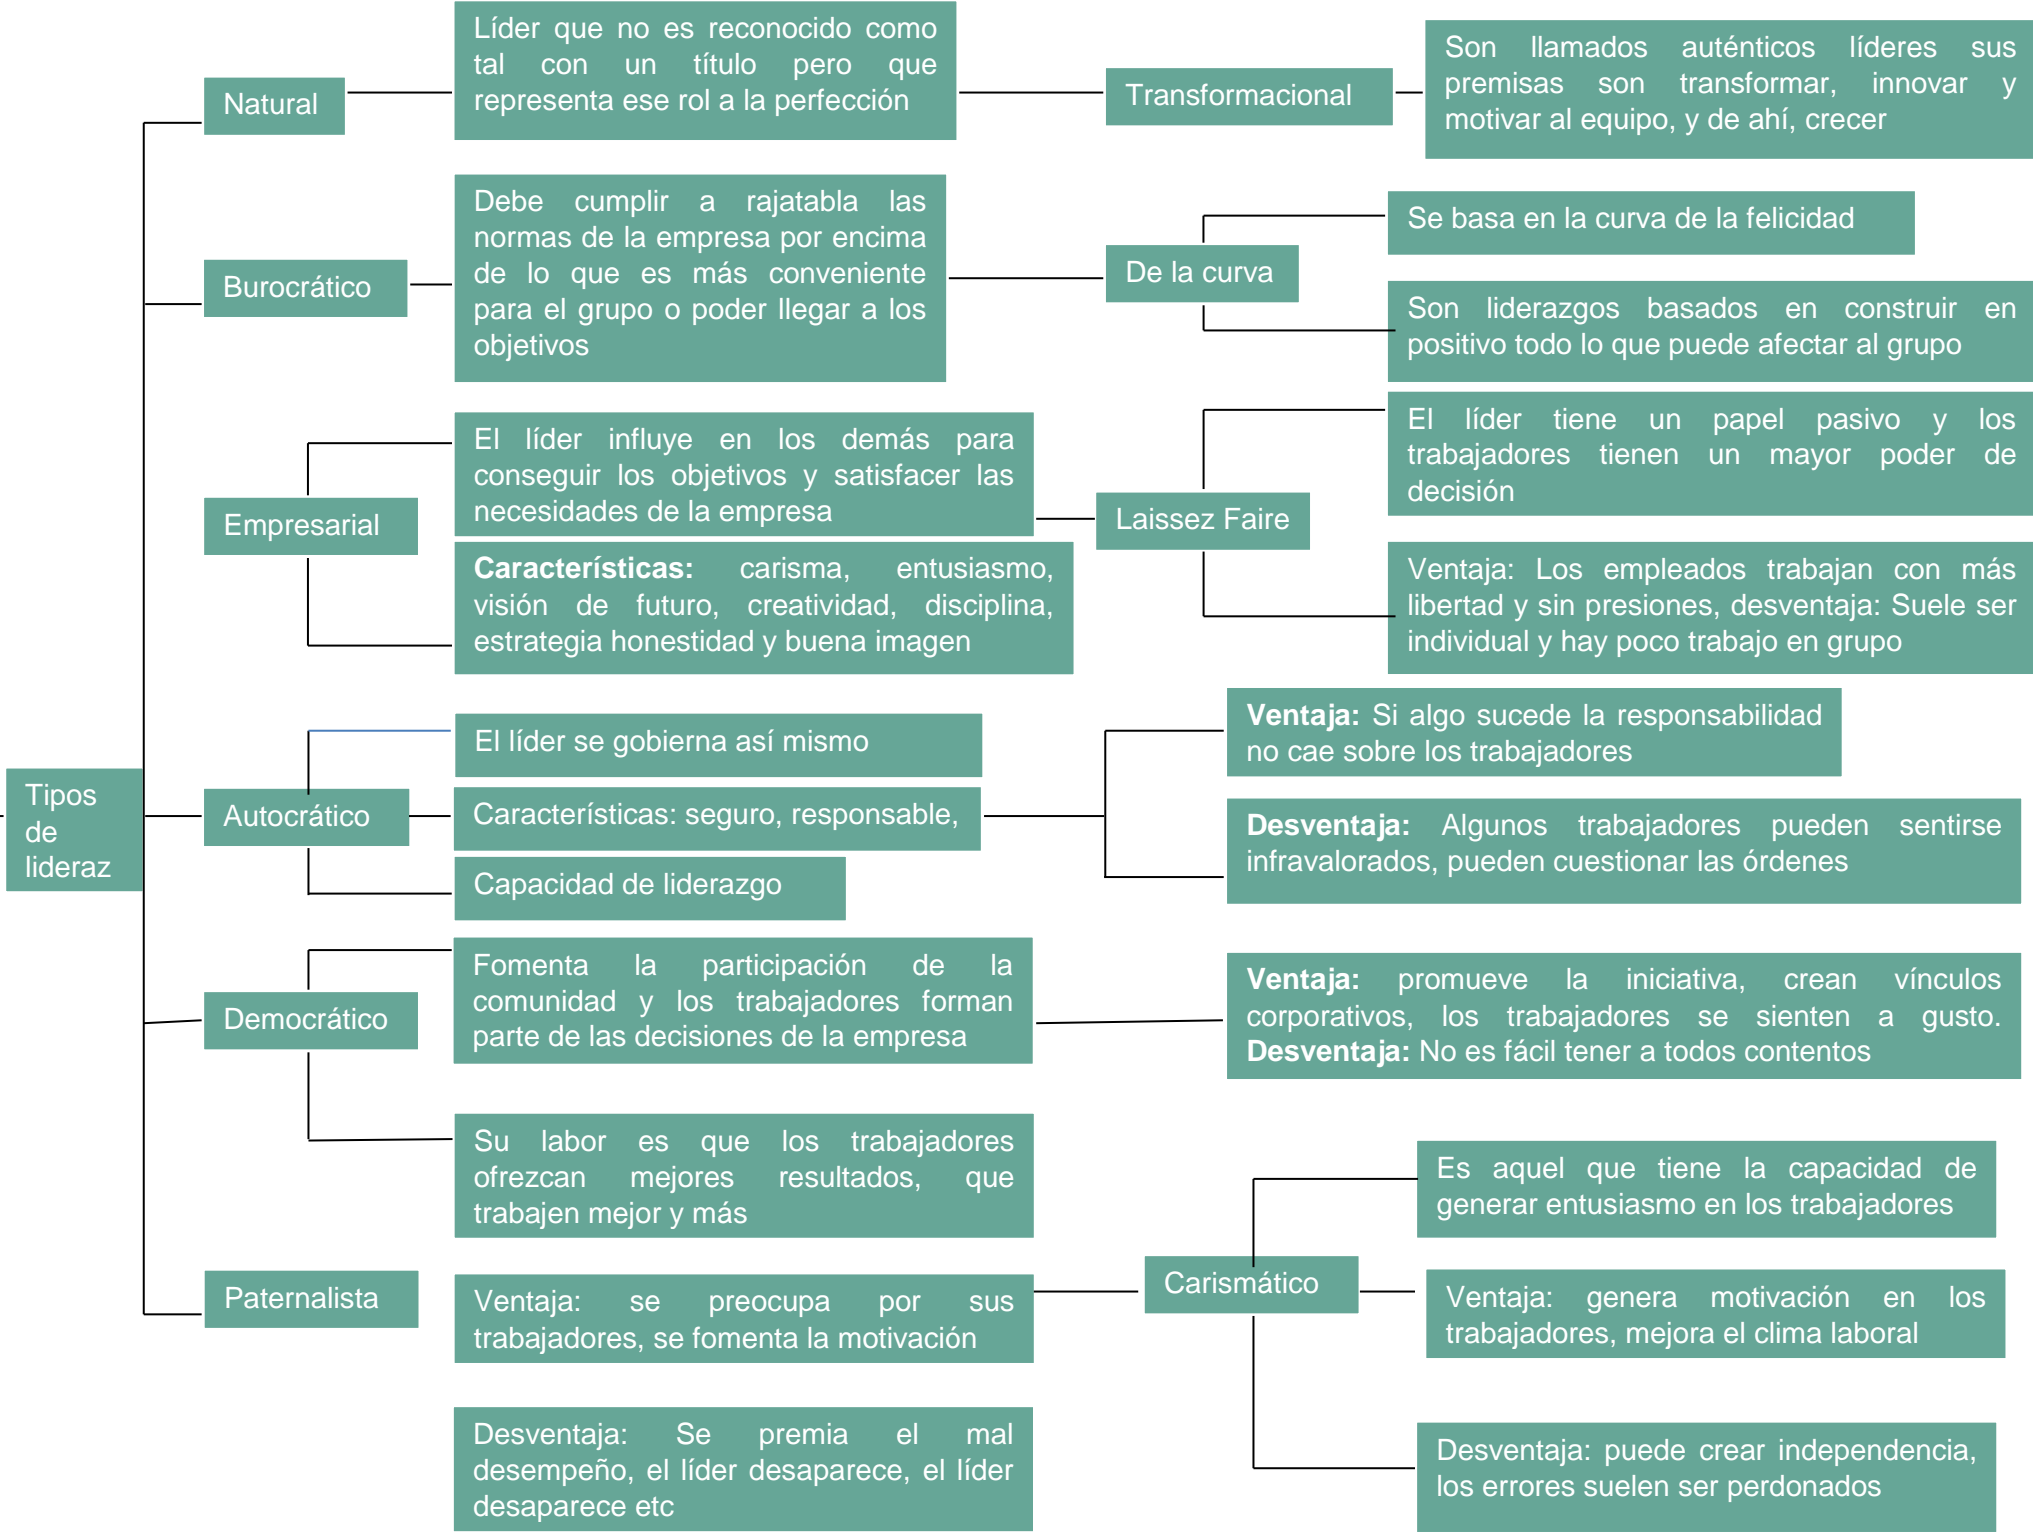 Líder que no es reconocido como
tal con un título pero que
representa ese rol a la perfección
Natural
Transformacional
Son llamados auténticos líderes sus
premisas son transformar, innovar y
motivar al equipo, y de ahí, crecer
Debe cumplir a rajatabla las
normas de la empresa por encima
de lo que es más conveniente
para el grupo o poder llegar a los
objetivos
Burocrático
De la curva
Se basa en la curva de la felicidad
Son liderazgos basados en construir en
positivo todo lo que puede afectar al grupo
Empresarial
El líder influye en los demás para
conseguir los objetivos y satisfacer las
necesidades de la empresa
Características: carisma, entusiasmo,
visión de futuro, creatividad, disciplina,
estrategia honestidad y buena imagen
Laissez Faire
El líder tiene un papel pasivo y los
trabajadores tienen un mayor poder de
decisión
Ventaja: Los empleados trabajan con más
libertad y sin presiones, desventaja: Suele ser
individual y hay poco trabajo en grupo
Tipos
de
lideraz
Autocrático
El líder se gobierna así mismo
Características: seguro, responsable,
Capacidad de liderazgo
Ventaja: Si algo sucede la responsabilidad
no cae sobre los trabajadores
Desventaja: Algunos trabajadores pueden sentirse
infravalorados, pueden cuestionar las órdenes
Democrático
Fomenta la participación de la
comunidad y los trabajadores forman
parte de las decisiones de la empresa
Ventaja: promueve la iniciativa, crean vínculos
corporativos, los trabajadores se sienten a gusto.
Desventaja: No es fácil tener a todos contentos
Su labor es que los trabajadores
ofrezcan mejores resultados, que
trabajen mejor y más
Paternalista
Ventaja: se preocupa por sus
trabajadores, se fomenta la motivación
Desventaja: Se premia el mal
desempeño, el líder desaparece, el líder
desaparece etc
Carismático
Es aquel que tiene la capacidad de
generar entusiasmo en los trabajadores
Ventaja: genera motivación en los
trabajadores, mejora el clima laboral
Desventaja: puede crear independencia,
los errores suelen ser perdonados